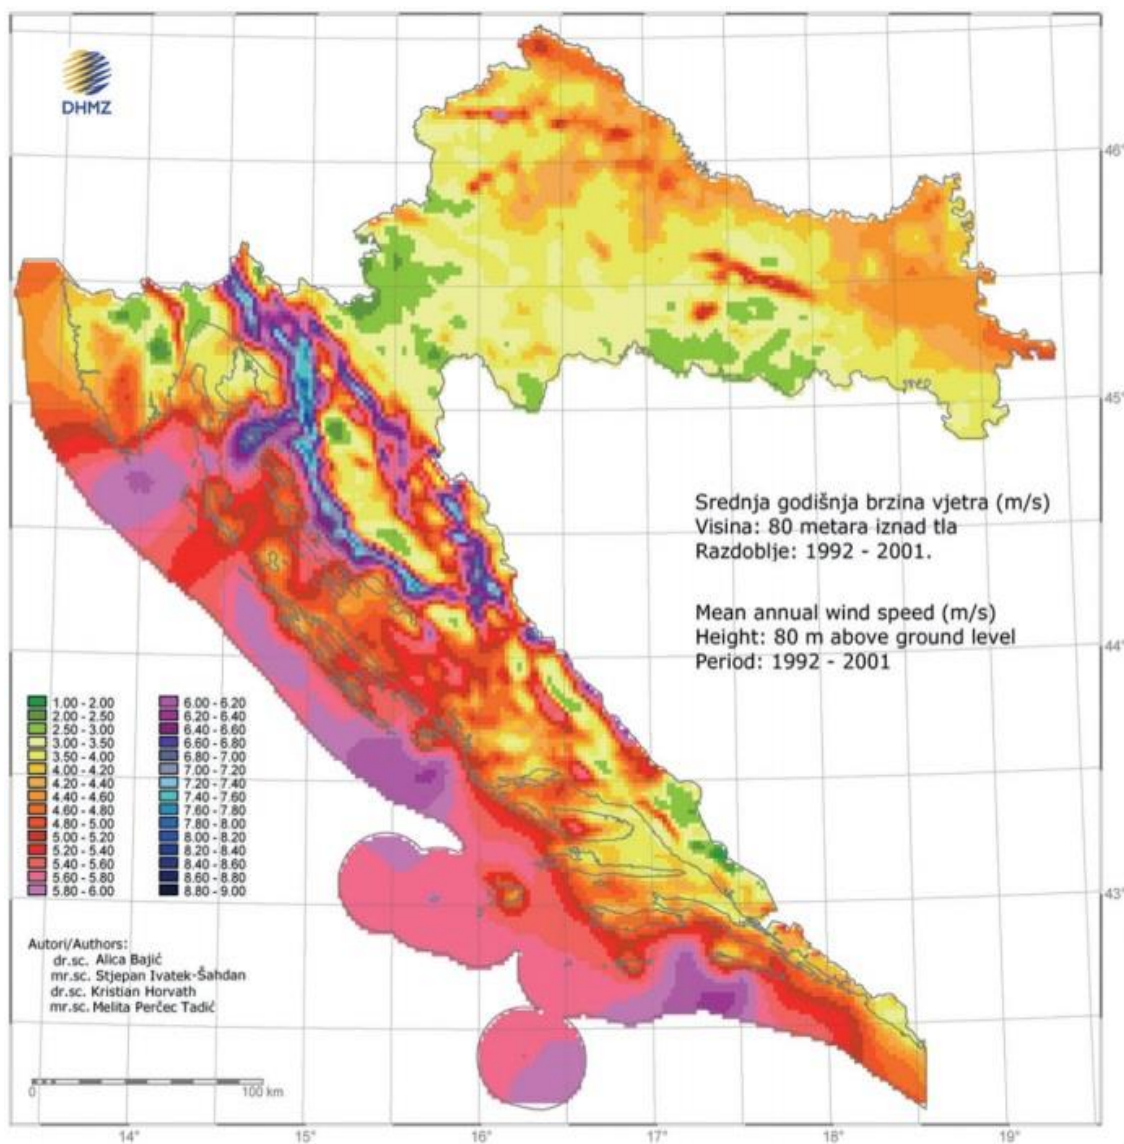 DHMZ
46°
45°
Srednja godišnja brzina vjetra (m/s)
Visina: 80 metara iznad tla
Razdoblje: 1992 - 2001.
Mean annual wind speed (m/s)
Height: 80 m above ground level
Period: 1992 - 2001
44°
1.00 - 2.00
2.00 - 2.50
2.50 - 3.00
3.00 - 3.50
3.50 - 4.00
4.00 - 4.20
4.20 - 4.40
4.40 - 4.60
4.60 - 4.80
4.80 - 5.00
5.00 - 5.20
5.20 - 5.40
5.40 - 5.60
5.60 - 5.80
5.80 - 6.00
6.00 - 6.20
6.20 - 6.40
6.40 - 6.60
6.60 - 6.80
6.80 - 7.00
7.00 - 7.20
7.20 - 7.40
7.40 - 7.60
7.60 - 7.80
7.80 - 8.00
8.00 - 8.20
8.20 - 8.40
8.40 - 8.60
8.60 - 8.80
8.80 - 9.00
43°
Autori/Authors:
dr.sc. Alica Bajić
mr.sc. Stjepan Ivatek-Šahdan
dr.sc. Kristian Horvath
mr.sc. Melita Perčec Tadić
0 100 km
14° 15° 16° 17° 18° 19°